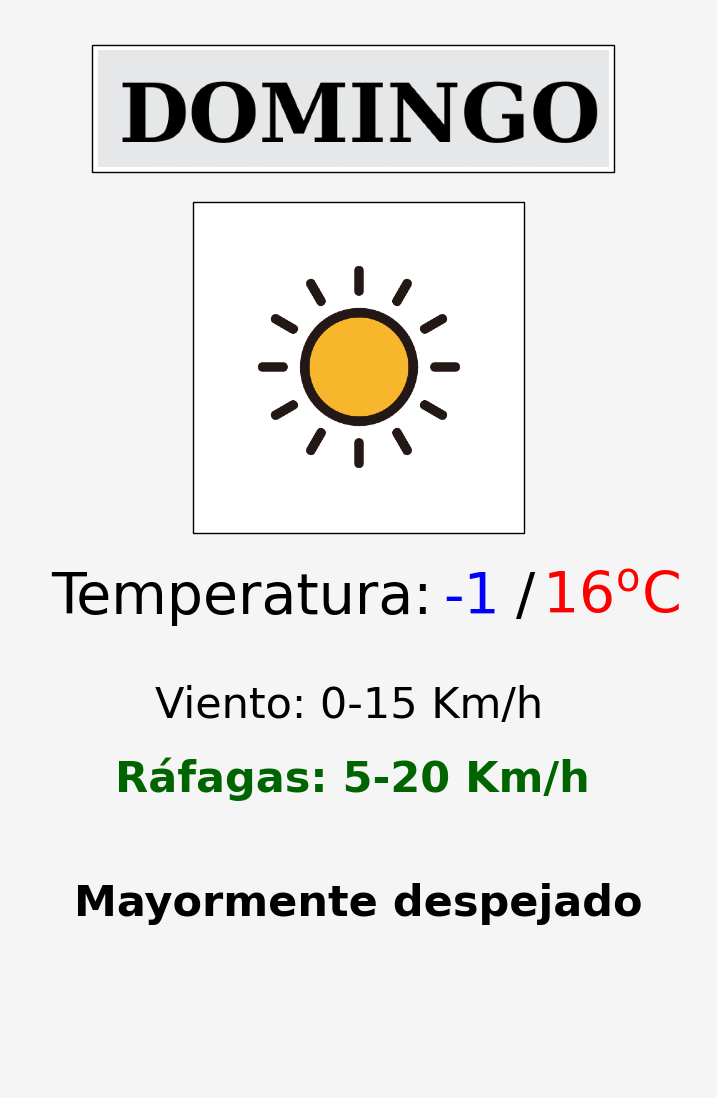 DOMINGO
Temperatura: -1 / 16ºC
Viento: 0-15 Km/h
Ráfagas: 5-20 Km/h
Mayormente despejado